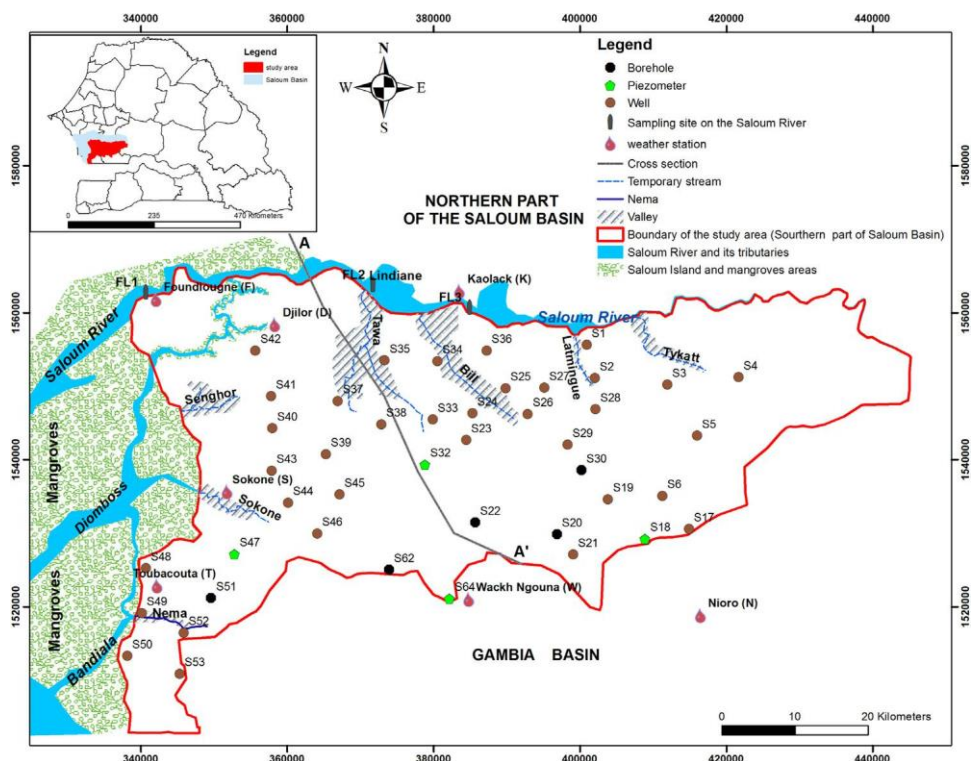 340000
360000
380000
400000
420000
440000
Legend
study area
Saloum Basin
0
235
470 Kilometers
N
W
E
S
Legend
Borehole
Piezometer
Well
Sampling site on the Saloum River
weather station
Cross section
Temporary stream
Nema
Valley
Boundary of the study area (Sourthern part of Saloum Basin)
Saloum River and its tributaries
Saloum Island and mangroves areas
1580000
1580000
NORTHERN PART
OF THE SALOUM BASIN
A
FL1
Foundiougne (F)
FL2 Lindiane
Kaolack (K)
FL3
Djilor (D)
1560000
1560000
Saloum River
Saloum River
S42
Tawa
S35
S34
S36
Bill
Latmingue
S1
S2
Tykatt
S3
S4
S41
Senghor
S37
S25
S27
S40
S38
S33
S24
S26
S28
S5
S39
S23
S29
1540000
1540000
Mangroves
S43
Sokone (S)
S44
S45
S32
S30
S19
S6
Diomboss
Sokone
S46
S22
S20
S18
S17
S47
S21
S48
Toubacouta (T)
S51
S62
A'
S64
Wackh Ngouna (W)
1520000
1520000
Mangroves
S49
Nema
S52
Nioro (N)
Bandiala
S50
S53
GAMBIA BASIN
0
10
20 Kilometers
340000
360000
380000
400000
420000
440000